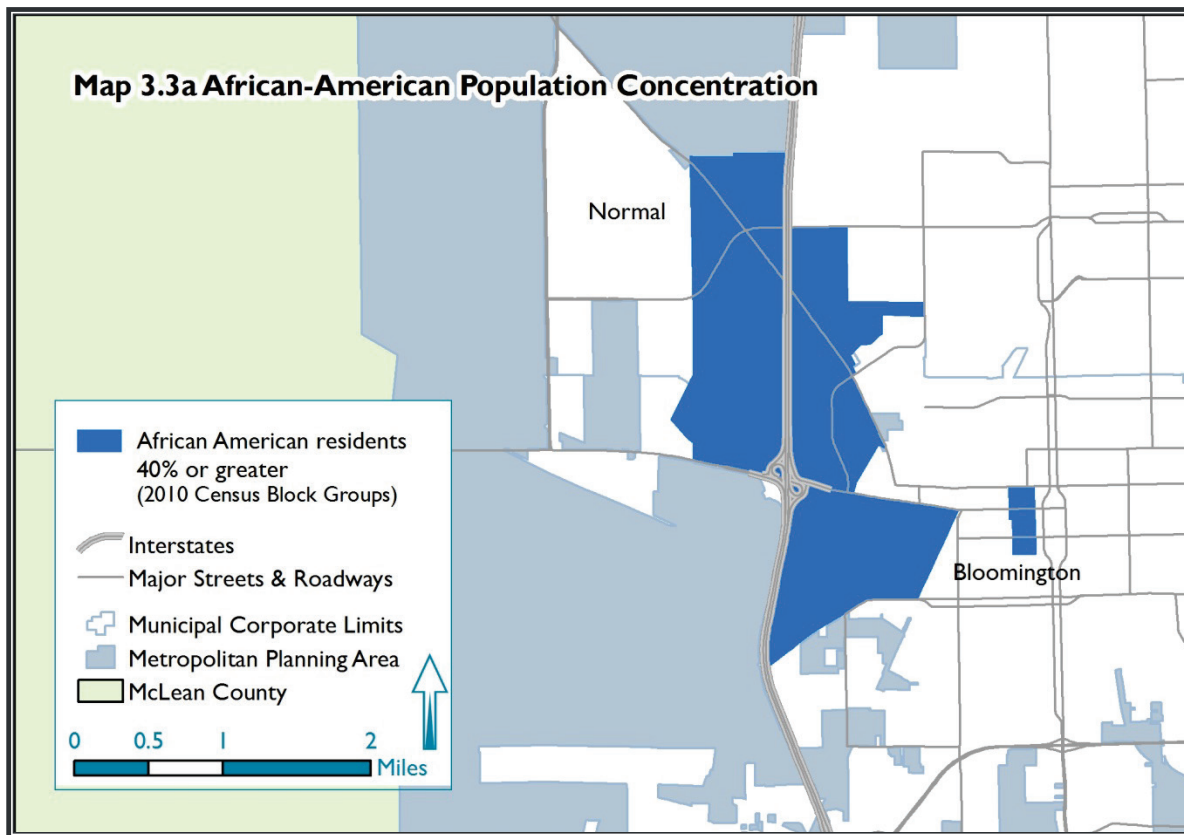 Map 3.3a African-American Population Concentration
Normal
African American residents
40% or greater
(2010 Census Block Groups)
Interstates
Major Streets & Roadways
Bloomington
Municipal Corporate Limits
Metropolitan Planning Area
McLean County
0 0.5 1 2
Miles